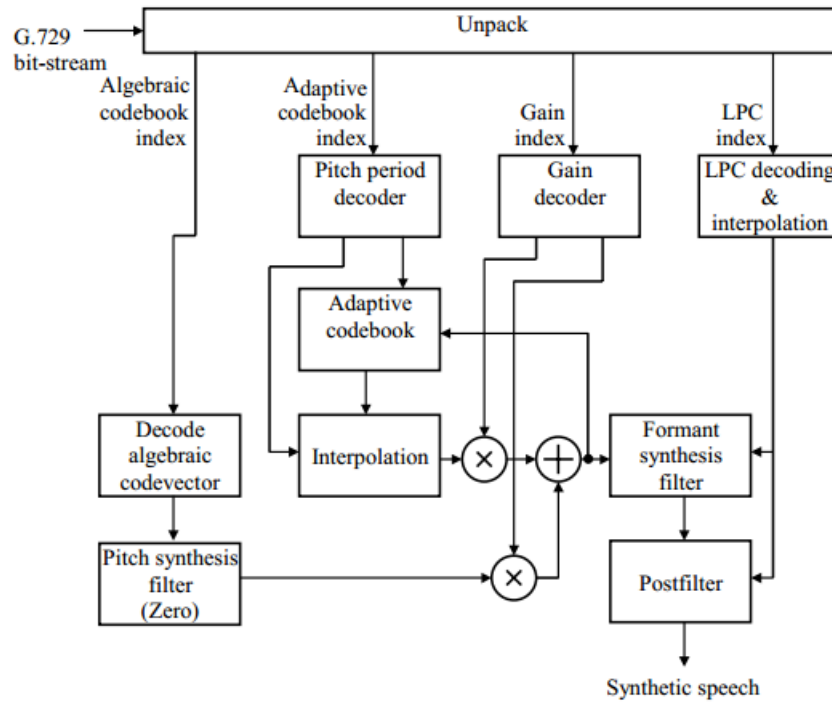 Unpack
G.729
bit-stream
Algebraic
codebook
index
Adaptive
codebook
index
Gain
index
LPC
index
Pitch period
decoder
Gain
decoder
LPC decoding
&
interpolation
Adaptive
codebook
Decode
algebraic
codevector
Interpolation
×
+
Formant
synthesis
filter
Pitch synthesis
filter
(Zero)
×
Postfilter
Synthetic speech